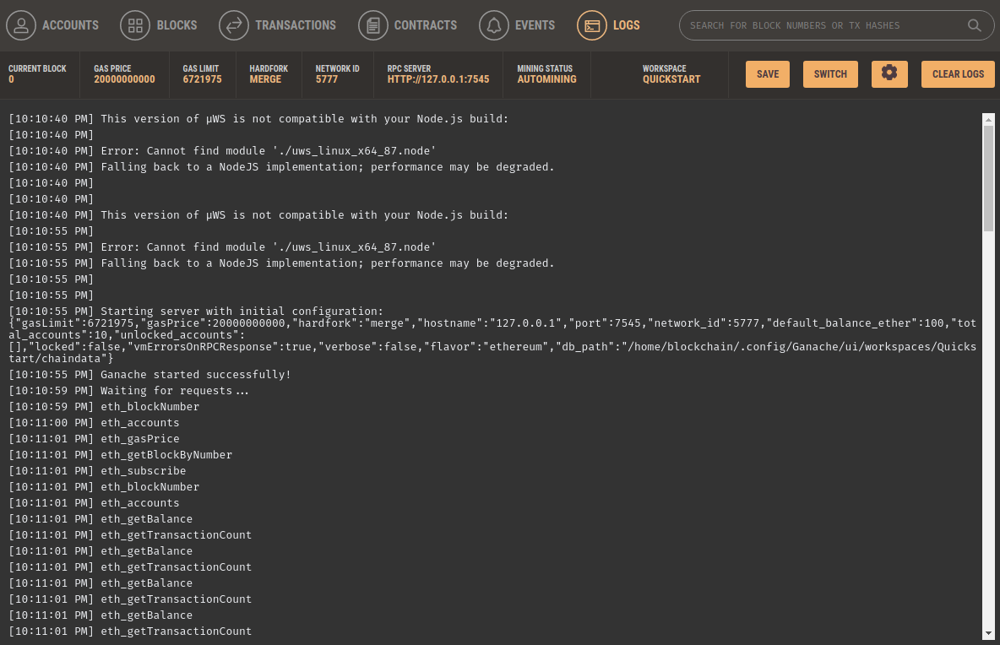 ACCOUNTS BLOCKS TRANSACTIONS CONTRACTS EVENTS LOGS SEARCH FOR BLOCK NUMBERS OR TX HASHES
CURRENT BLOCK GAS PRICE GAS LIMIT HARDFORK NETWORK ID RPC SERVER MINING STATUS WORKSPACE
0 20000000000 6721975 MERGE 5777 HTTP://127.0.0.1:7545 AUTOMINING QUICKSTART
SAVE SWITCH CLEAR LOGS
[10:10:40 PM] This version of µWS is not compatible with your Node.js build:
[10:10:40 PM]
[10:10:40 PM] Error: Cannot find module './uws_linux_x64_87.node'
[10:10:40 PM] Falling back to a NodeJS implementation; performance may be degraded.
[10:10:40 PM]
[10:10:40 PM]
[10:10:40 PM] This version of µWS is not compatible with your Node.js build:
[10:10:55 PM]
[10:10:55 PM] Error: Cannot find module './uws_linux_x64_87.node'
[10:10:55 PM] Falling back to a NodeJS implementation; performance may be degraded.
[10:10:55 PM]
[10:10:55 PM]
[10:10:55 PM] Starting server with initial configuration:
{"gasLimit":6721975,"gasPrice":20000000000,"hardfork":"merge","hostname":"127.0.0.1","port":7545,"network_id":5777,"default_balance_ether":100,"tot
al_accounts":10,"unlocked_accounts":
[],"locked":false,"vmErrorsOnRPCResponse":true,"verbose":false,"flavor":"ethereum","db_path":"/home/blockchain/.config/Ganache/ui/workspaces/Quicks
tart/chaindata"}
[10:10:55 PM] Ganache started successfully!
[10:10:59 PM] Waiting for requests...
[10:10:59 PM] eth_blockNumber
[10:11:00 PM] eth_accounts
[10:11:01 PM] eth_gasPrice
[10:11:01 PM] eth_getBlockByNumber
[10:11:01 PM] eth_subscribe
[10:11:01 PM] eth_blockNumber
[10:11:01 PM] eth_accounts
[10:11:01 PM] eth_getBalance
[10:11:01 PM] eth_getTransactionCount
[10:11:01 PM] eth_getBalance
[10:11:01 PM] eth_getTransactionCount
[10:11:01 PM] eth_getBalance
[10:11:01 PM] eth_getTransactionCount
[10:11:01 PM] eth_getBalance
[10:11:01 PM] eth_getTransactionCount